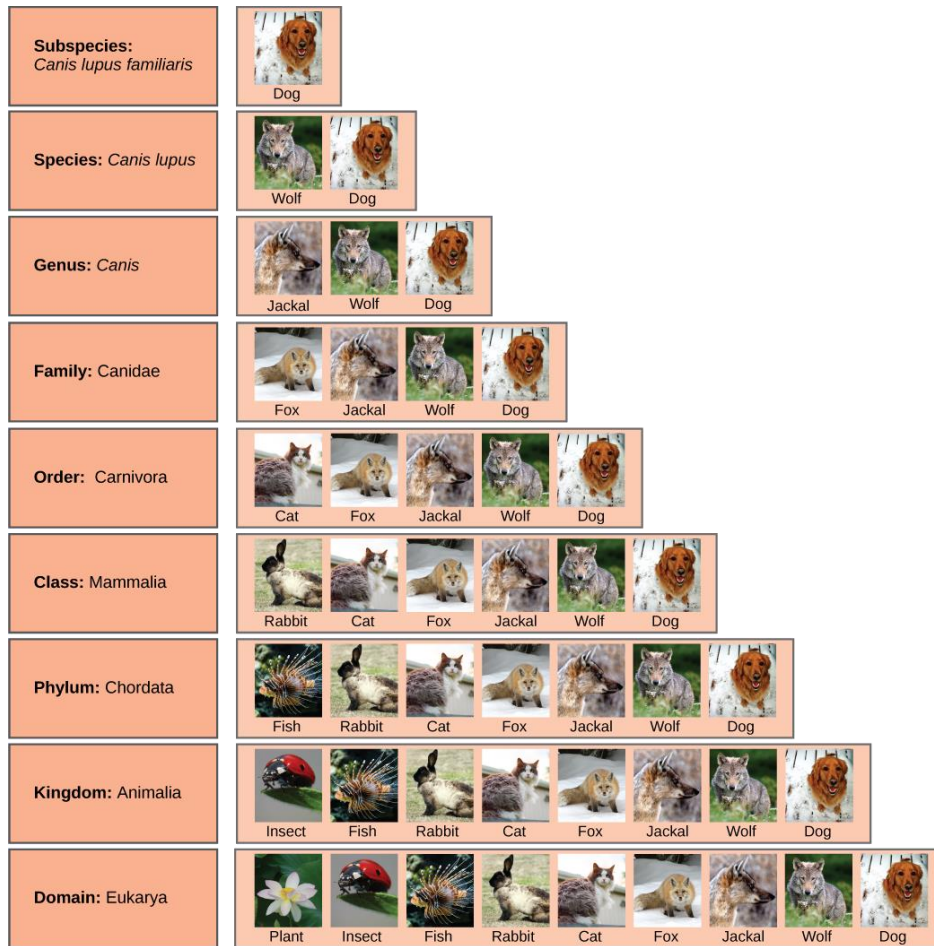 Subspecies:
Canis lupus familiaris
Dog
Species: Canis lupus
Wolf Dog
Genus: Canis
Jackal Wolf Dog
Family: Canidae
Fox Jackal Wolf Dog
Order: Carnivora
Cat Fox Jackal Wolf Dog
Class: Mammalia
Rabbit Cat Fox Jackal Wolf Dog
Phylum: Chordata
Fish Rabbit Cat Fox Jackal Wolf Dog
Kingdom: Animalia
Insect Fish Rabbit Cat Fox Jackal Wolf Dog
Domain: Eukarya
Plant Insect Fish Rabbit Cat Fox Jackal Wolf Dog